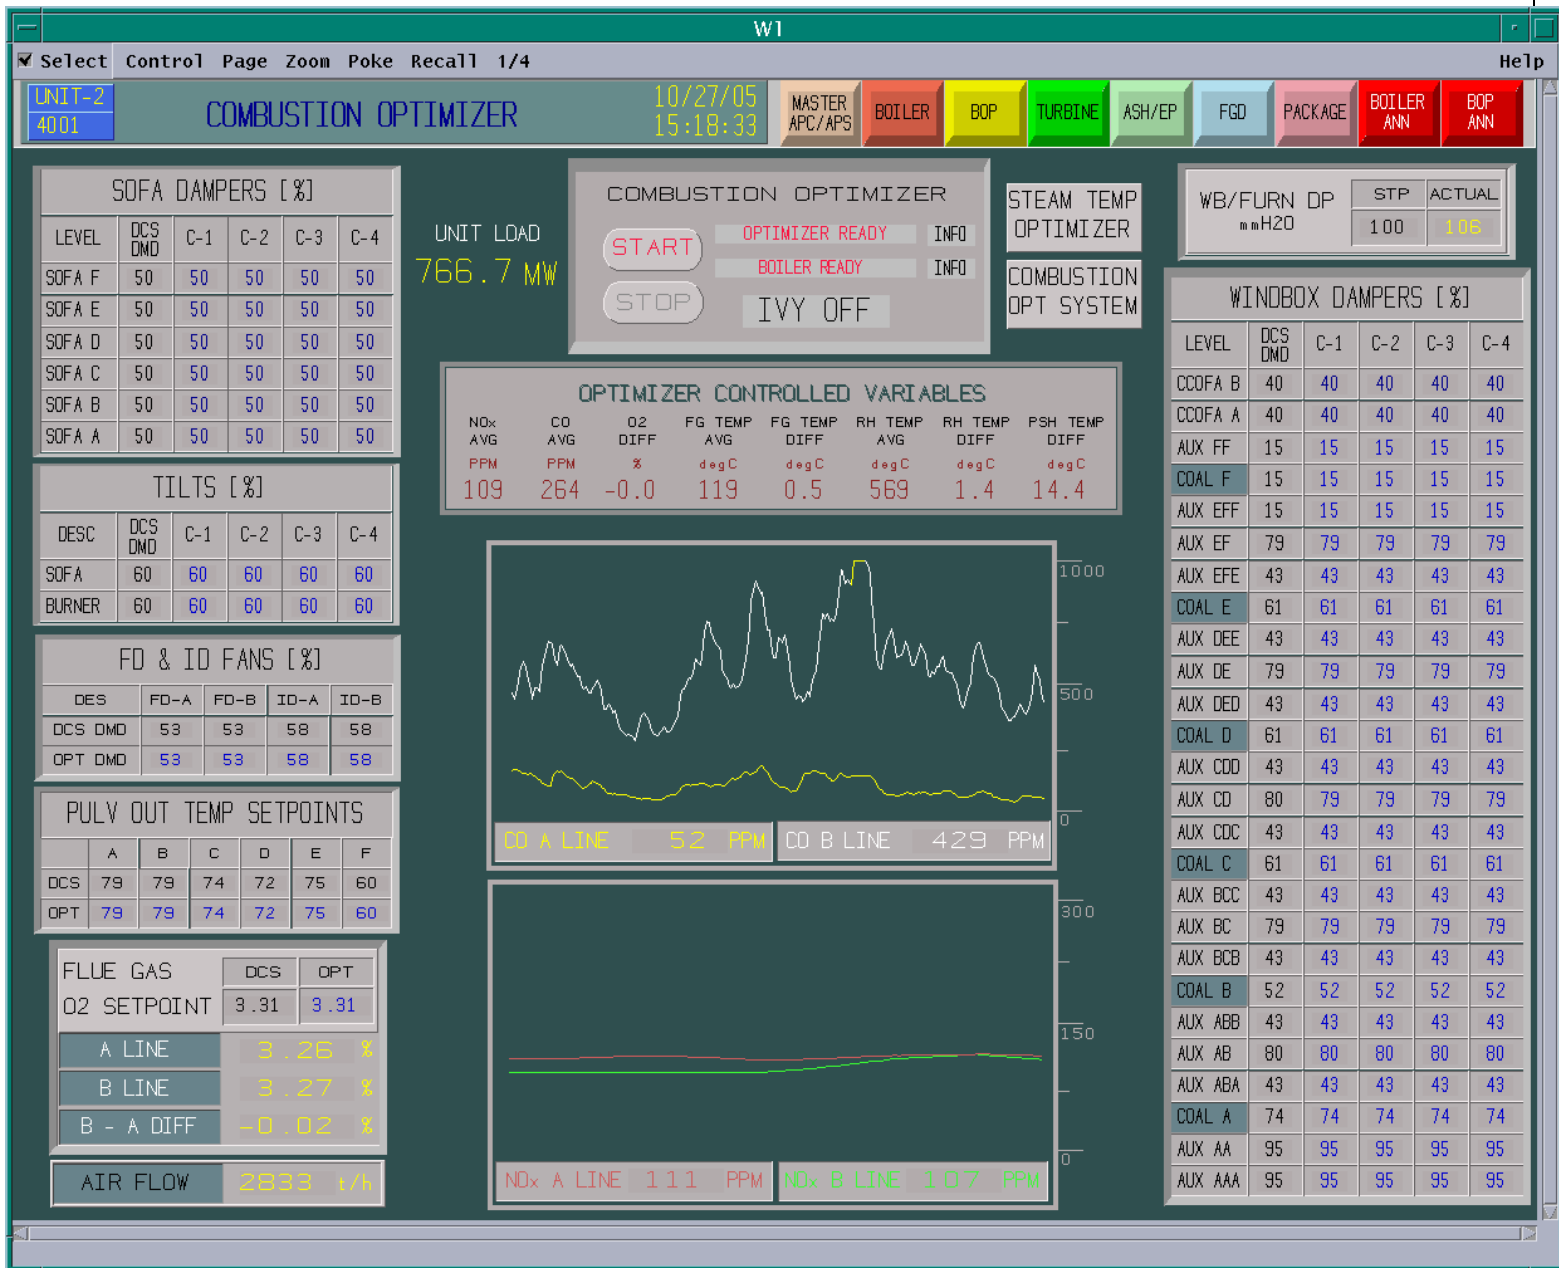 W1
Select Control Page Zoom Poke Recall 1/4 Help
UNIT-2
4001
COMBUSTION OPTIMIZER
10/27/05
15:18:33
MASTER
APC/APS
BOILER
BOP
TURBINE
ASH/EP
FGD
PACKAGE
BOILER
ANN
BOP
ANN
SOFA DAMPERS [%]
LEVEL DCS DMD C-1 C-2 C-3 C-4
SOFA F 50 50 50 50 50
SOFA E 50 50 50 50 50
SOFA D 50 50 50 50 50
SOFA C 50 50 50 50 50
SOFA B 50 50 50 50 50
SOFA A 50 50 50 50 50
TILTS [%]
DESC DCS DMD C-1 C-2 C-3 C-4
SOFA 60 60 60 60 60
BURNER 60 60 60 60 60
FD & ID FANS [%]
DES FD-A FD-B ID-A ID-B
DCS DMD 53 53 58 58
OPT DMD 53 53 58 58
PULV OUT TEMP SETPOINTS
A B C D E F
DCS 79 79 74 72 75 60
OPT 79 79 74 72 75 60
FLUE GAS DCS OPT
O2 SETPOINT 3.31 3.31
A LINE 3.26 %
B LINE 3.27 %
B - A DIFF -0.02 %
AIR FLOW 2833 t/h
UNIT LOAD
766.7 MW
COMBUSTION OPTIMIZER
START OPTIMIZER READY INFO
BOILER READY INFO
STOP IVY OFF
STEAM TEMP
OPTIMIZER
COMBUSTION
OPT SYSTEM
OPTIMIZER CONTROLLED VARIABLES
NOx CO O2 FG TEMP FG TEMP RH TEMP RH TEMP PSH TEMP
AVG AVG DIFF AVG DIFF AVG DIFF DIFF
PPM PPM % degC degC degC degC degC
109 264 -0.0 119 0.5 569 1.4 14.4
1000
500
0
CO A LINE 52 PPM CO B LINE 429 PPM
300
150
0
NOx A LINE 111 PPM NOx B LINE 107 PPM
WB/FURN DP STP ACTUAL
mmH2O 100 106
WINDBOX DAMPERS [%]
LEVEL DCS DMD C-1 C-2 C-3 C-4
CCOFA B 40 40 40 40 40
CCOFA A 40 40 40 40 40
AUX FF 15 15 15 15 15
COAL F 15 15 15 15 15
AUX EFF 15 15 15 15 15
AUX EF 79 79 79 79 79
AUX EFE 43 43 43 43 43
COAL E 61 61 61 61 61
AUX DEE 43 43 43 43 43
AUX DE 79 79 79 79 79
AUX DED 43 43 43 43 43
COAL D 61 61 61 61 61
AUX CDD 43 43 43 43 43
AUX CD 80 79 79 79 79
AUX CDC 43 43 43 43 43
COAL C 61 61 61 61 61
AUX BCC 43 43 43 43 43
AUX BC 79 79 79 79 79
AUX BCB 43 43 43 43 43
COAL B 52 52 52 52 52
AUX ABB 43 43 43 43 43
AUX AB 80 80 80 80 80
AUX ABA 43 43 43 43 43
COAL A 74 74 74 74 74
AUX AA 95 95 95 95 95
AUX AAA 95 95 95 95 95